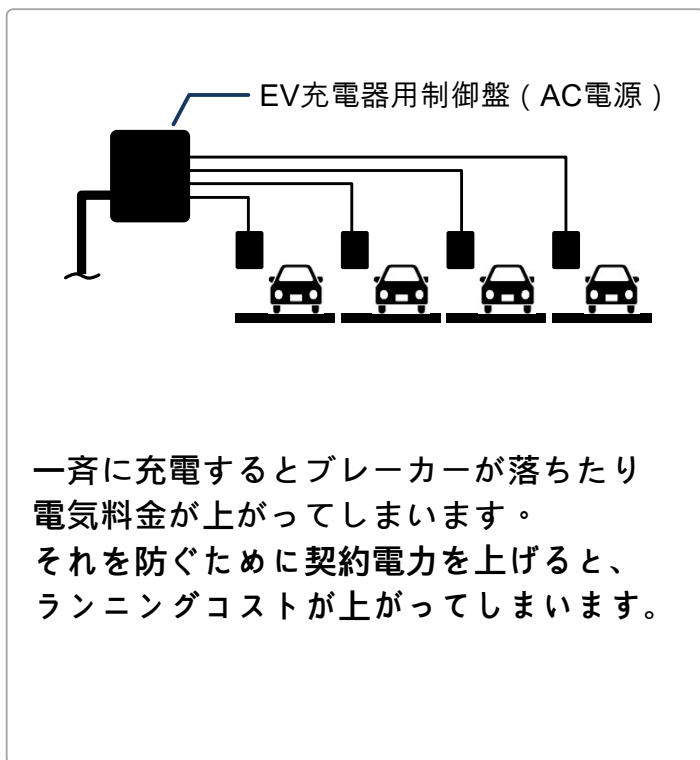 EV充電器用制御盤（AC電源）
一斉に充電するとブレーカーが落ちたり
電気料金が上がってしまいます。
それを防ぐために契約電力を上げると、
ランニングコストが上がってしまいます。